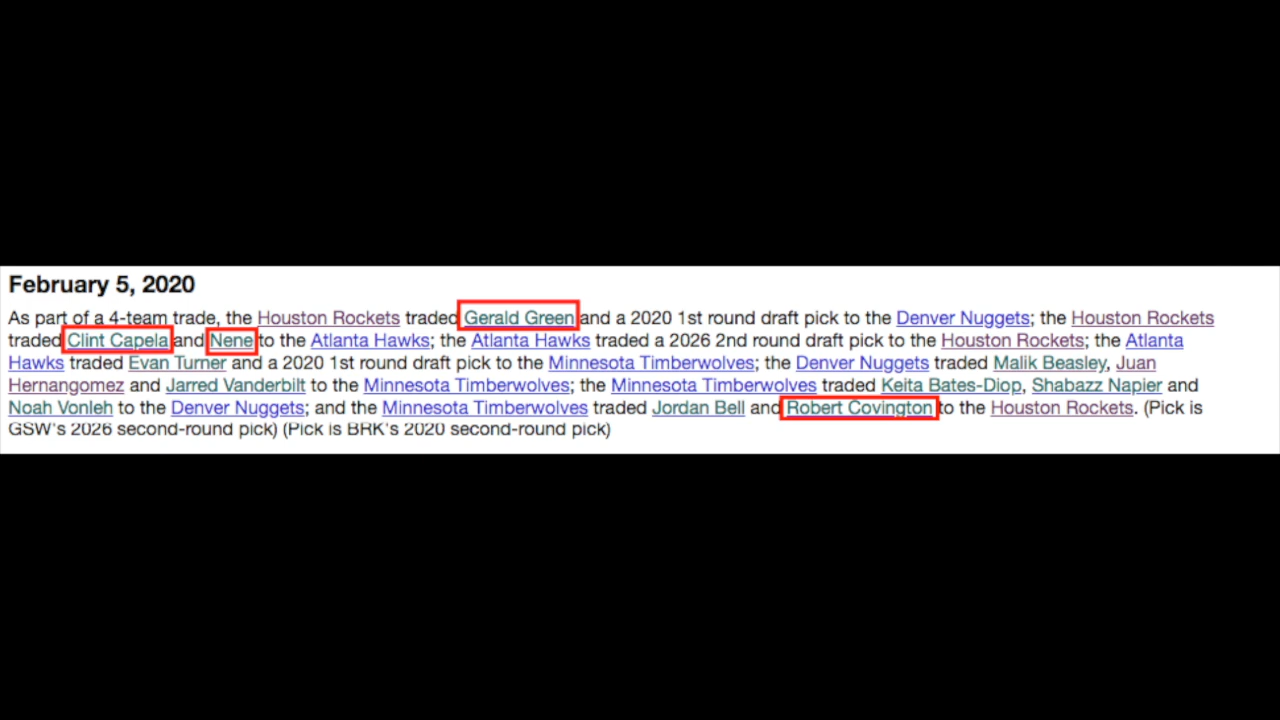 February 5, 2020
As part of a 4-team trade, the Houston Rockets traded Gerald Green and a 2020 1st round draft pick to the Denver Nuggets; the Houston Rockets
traded Clint Capela and Nene to the Atlanta Hawks; the Atlanta Hawks traded a 2026 2nd round draft pick to the Houston Rockets; the Atlanta
Hawks traded Evan Turner and a 2020 1st round draft pick to the Minnesota Timberwolves; the Denver Nuggets traded Malik Beasley, Juan
Hernangomez and Jarred Vanderbilt to the Minnesota Timberwolves; the Minnesota Timberwolves traded Keita Bates-Diop, Shabazz Napier and
Noah Vonleh to the Denver Nuggets; and the Minnesota Timberwolves traded Jordan Bell and Robert Covington to the Houston Rockets. (Pick is
GSW's 2026 second-round pick) (Pick is BRK's 2020 second-round pick)